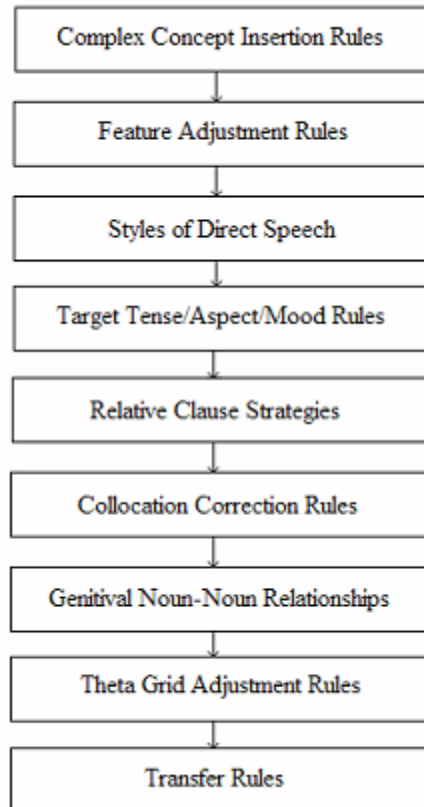 Complex Concept Insertion Rules
Feature Adjustment Rules
Styles of Direct Speech
Target Tense/Aspect/Mood Rules
Relative Clause Strategies
Collocation Correction Rules
Genitival Noun-Noun Relationships
Theta Grid Adjustment Rules
Transfer Rules